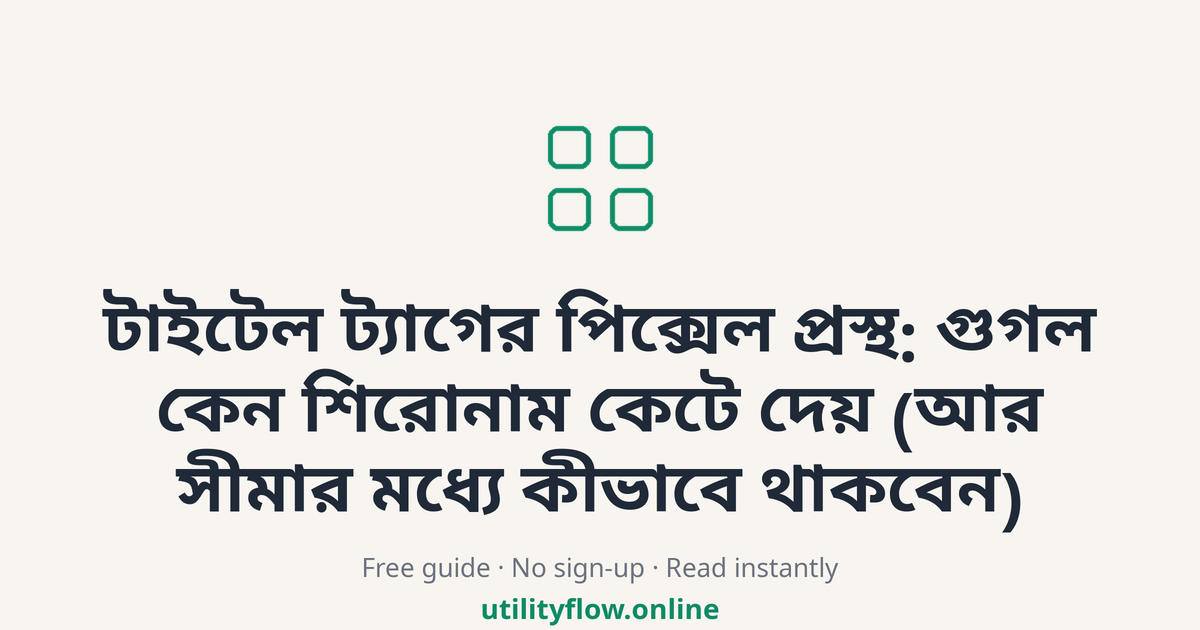 টাইটেল ট্যাগের পিক্সেল প্রস্থ: গুগল
কেন শিরোনাম কেটে দেয় (আর
সীমার মধ্যে কীভাবে থাকবেন)
Free guide · No sign-up · Read instantly
utilityflow.online